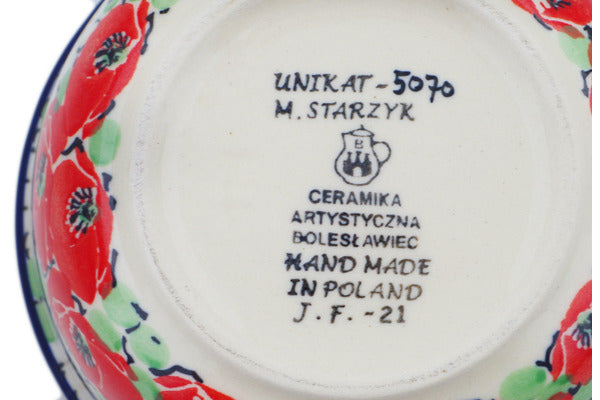 UNIKAT-5070
M. STARZYK
B
CERAMIKA
ARTYSTYCZNA
BOLESŁAWIEC
HAND MADE
IN POLAND
J. F. -21